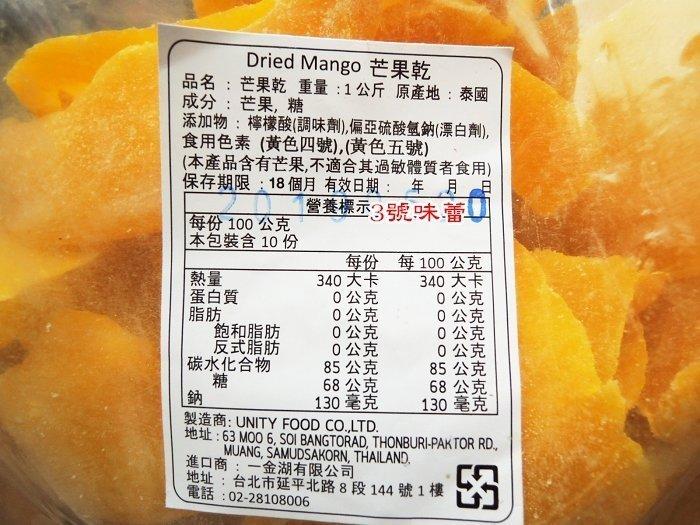 Dried Mango 芒果乾
品名：芒果乾 重量：1公斤 原產地：泰國
成分：芒果, 糖
添加物：檸檬酸(調味劑),偏亞硫酸氫鈉(漂白劑),
食用色素 (黃色四號),(黃色五號)
(本產品含有芒果,不適合其過敏體質者食用)
保存期限：18個月 有效日期： 年 月 日
營養標示
3號味蕾
每份 100 公克
本包裝含 10 份
每份 每 100 公克
熱量 340 大卡 340 大卡
蛋白質 0 公克 0 公克
脂肪 0 公克 0 公克
飽和脂肪 0 公克 0 公克
反式脂肪 0 公克 0 公克
碳水化合物 85 公克 85 公克
糖 68 公克 68 公克
鈉 130 毫克 130 毫克
製造商: UNITY FOOD CO.,LTD.
地址：63 MOO 6, SOI BANGTORAD, THONBURI-PAKTOR RD.,
MUANG, SAMUDSAKORN, THAILAND.
進口商：一金湖有限公司
地址：台北市延平北路 8 段 144 號 1 樓
電話：02-28108006